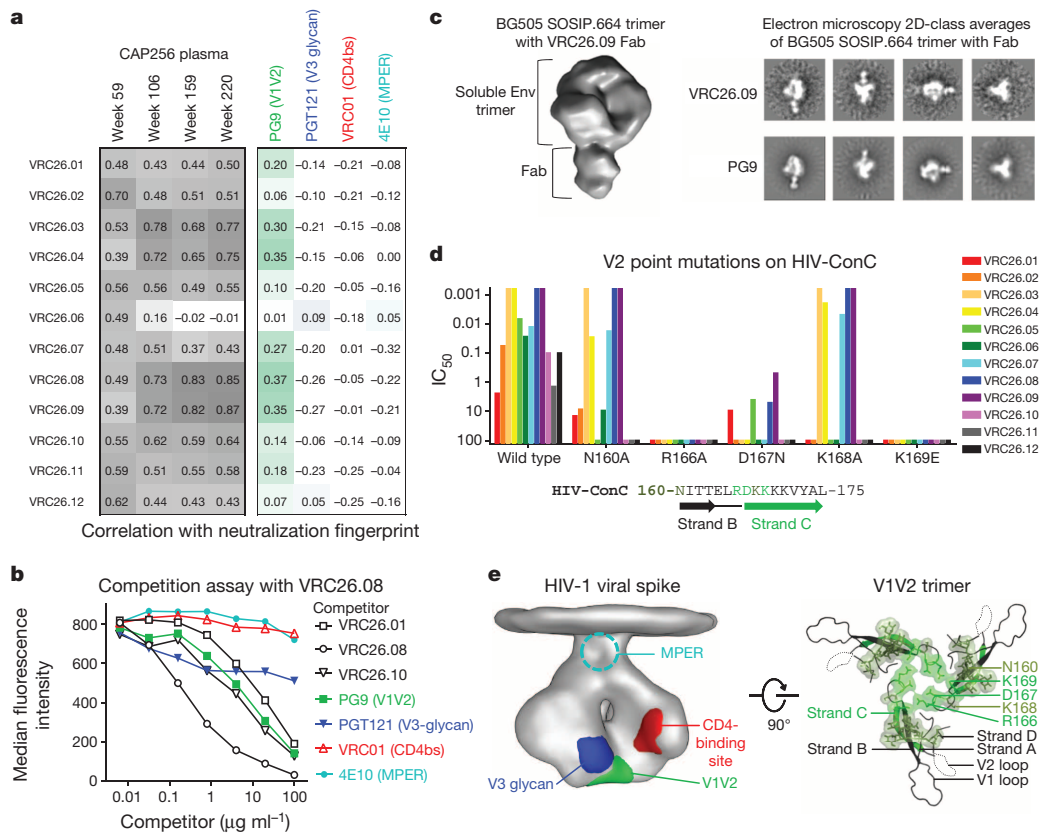 a
CAP256 plasma
Week 59
Week 106
Week 159
Week 220
PG9 (V1V2)
PGT121 (V3 glycan)
VRC01 (CD4bs)
4E10 (MPER)
VRC26.01 0.48 0.43 0.44 0.50 0.20 −0.14 −0.21 −0.08
VRC26.02 0.70 0.48 0.51 0.51 0.06 −0.10 −0.21 −0.12
VRC26.03 0.53 0.78 0.68 0.77 0.30 −0.21 −0.15 −0.08
VRC26.04 0.39 0.72 0.65 0.75 0.35 −0.15 −0.06 0.00
VRC26.05 0.56 0.56 0.49 0.55 0.10 −0.20 −0.05 −0.16
VRC26.06 0.49 0.16 −0.02 −0.01 0.01 0.09 −0.18 0.05
VRC26.07 0.48 0.51 0.37 0.43 0.27 −0.20 0.01 −0.32
VRC26.08 0.49 0.73 0.83 0.85 0.37 −0.26 −0.05 −0.22
VRC26.09 0.39 0.72 0.82 0.87 0.35 −0.27 −0.01 −0.21
VRC26.10 0.55 0.62 0.59 0.64 0.14 −0.06 −0.14 −0.09
VRC26.11 0.59 0.51 0.55 0.58 0.18 −0.23 −0.25 −0.04
VRC26.12 0.62 0.44 0.43 0.43 0.07 0.05 −0.25 −0.16
Correlation with neutralization fingerprint
b
Competition assay with VRC26.08
Median fluorescence
intensity
800
600
400
200
0
0.01 0.1 1 10 100
Competitor (μg ml−1)
Competitor
VRC26.01
VRC26.08
VRC26.10
PG9 (V1V2)
PGT121 (V3-glycan)
VRC01 (CD4bs)
4E10 (MPER)
c
BG505 SOSIP.664 trimer
with VRC26.09 Fab
Soluble Env
trimer
Fab
Electron microscopy 2D-class averages
of BG505 SOSIP.664 trimer with Fab
VRC26.09
PG9
d
V2 point mutations on HIV-ConC
IC50
0.001
0.01
0.1
1
10
100
Wild type N160A R166A D167N K168A K169E
VRC26.01
VRC26.02
VRC26.03
VRC26.04
VRC26.05
VRC26.06
VRC26.07
VRC26.08
VRC26.09
VRC26.10
VRC26.11
VRC26.12
HIV-ConC 160-NITTELRDKKKKVYAL-175
Strand B Strand C
e
HIV-1 viral spike
MPER
CD4-
binding
site
V3 glycan
V1V2
90°
V1V2 trimer
N160
K169
D167
K168
R166
Strand C
Strand B
Strand D
Strand A
V2 loop
V1 loop